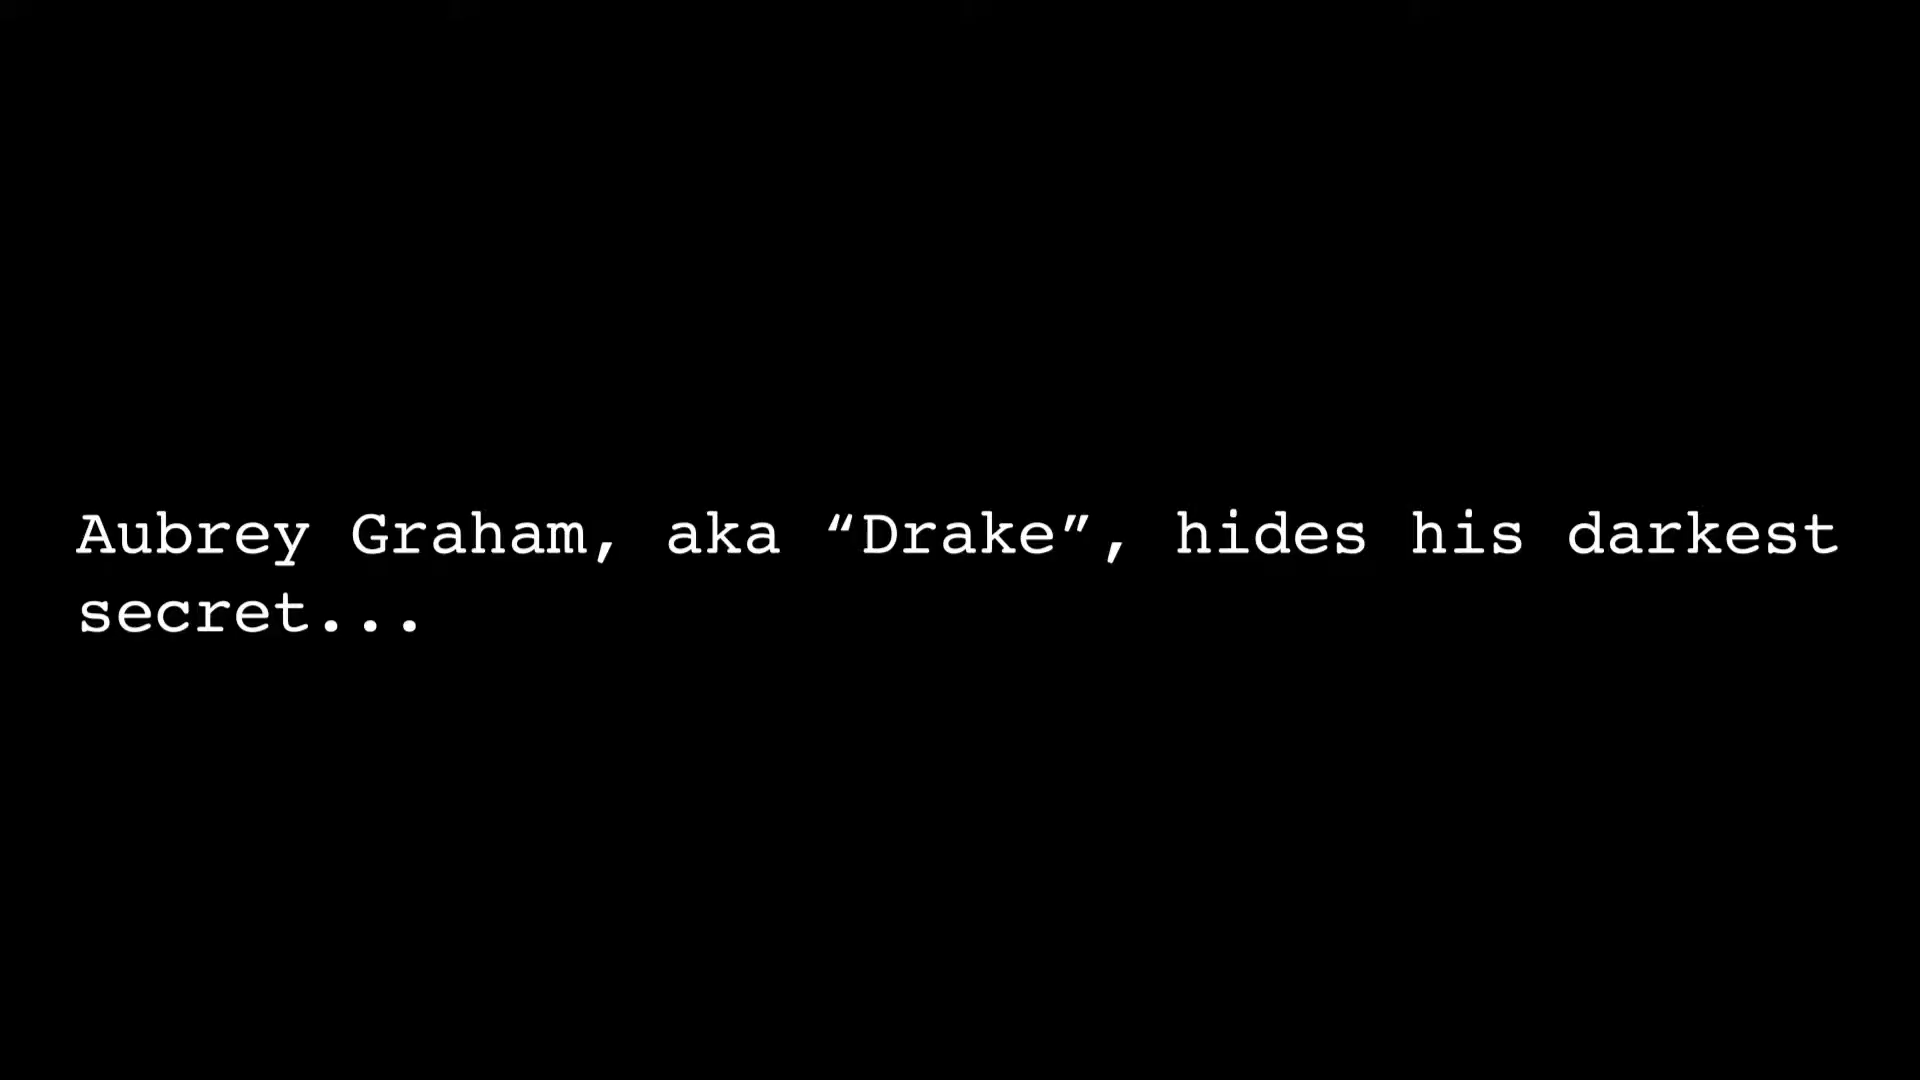 Aubrey Graham, aka “Drake”, hides his darkest
secret...